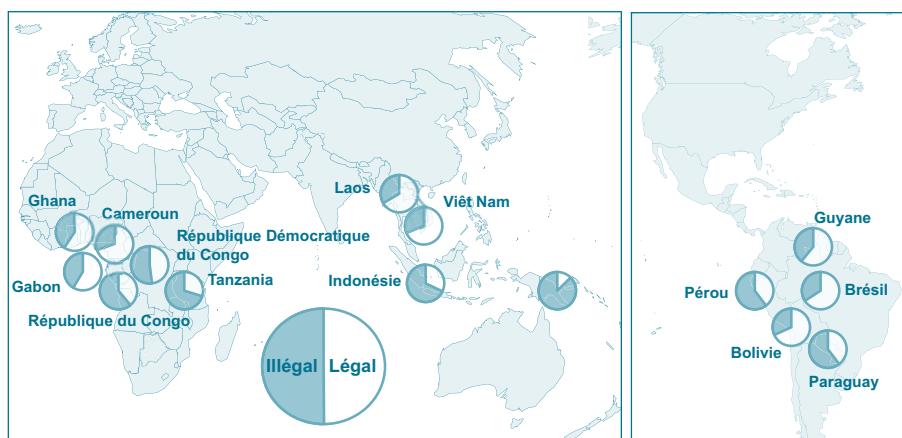 Ghana
Cameroun
République Démocratique
du Congo
Gabon
Tanzania
République du Congo
Laos
Viêt Nam
Indonésie
Illégal
Légal
Guyane
Pérou
Brésil
Bolivie
Paraguay